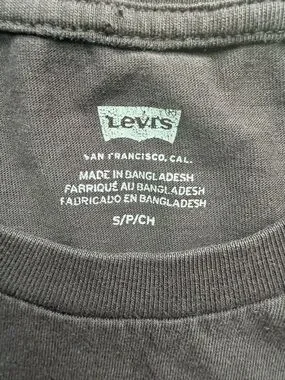 Levi's
SAN FRANCISCO, CAL.
MADE IN BANGLADESH
FABRIQUÉ AU BANGLADESH
FABRICADO EN BANGLADESH
S/P/CH